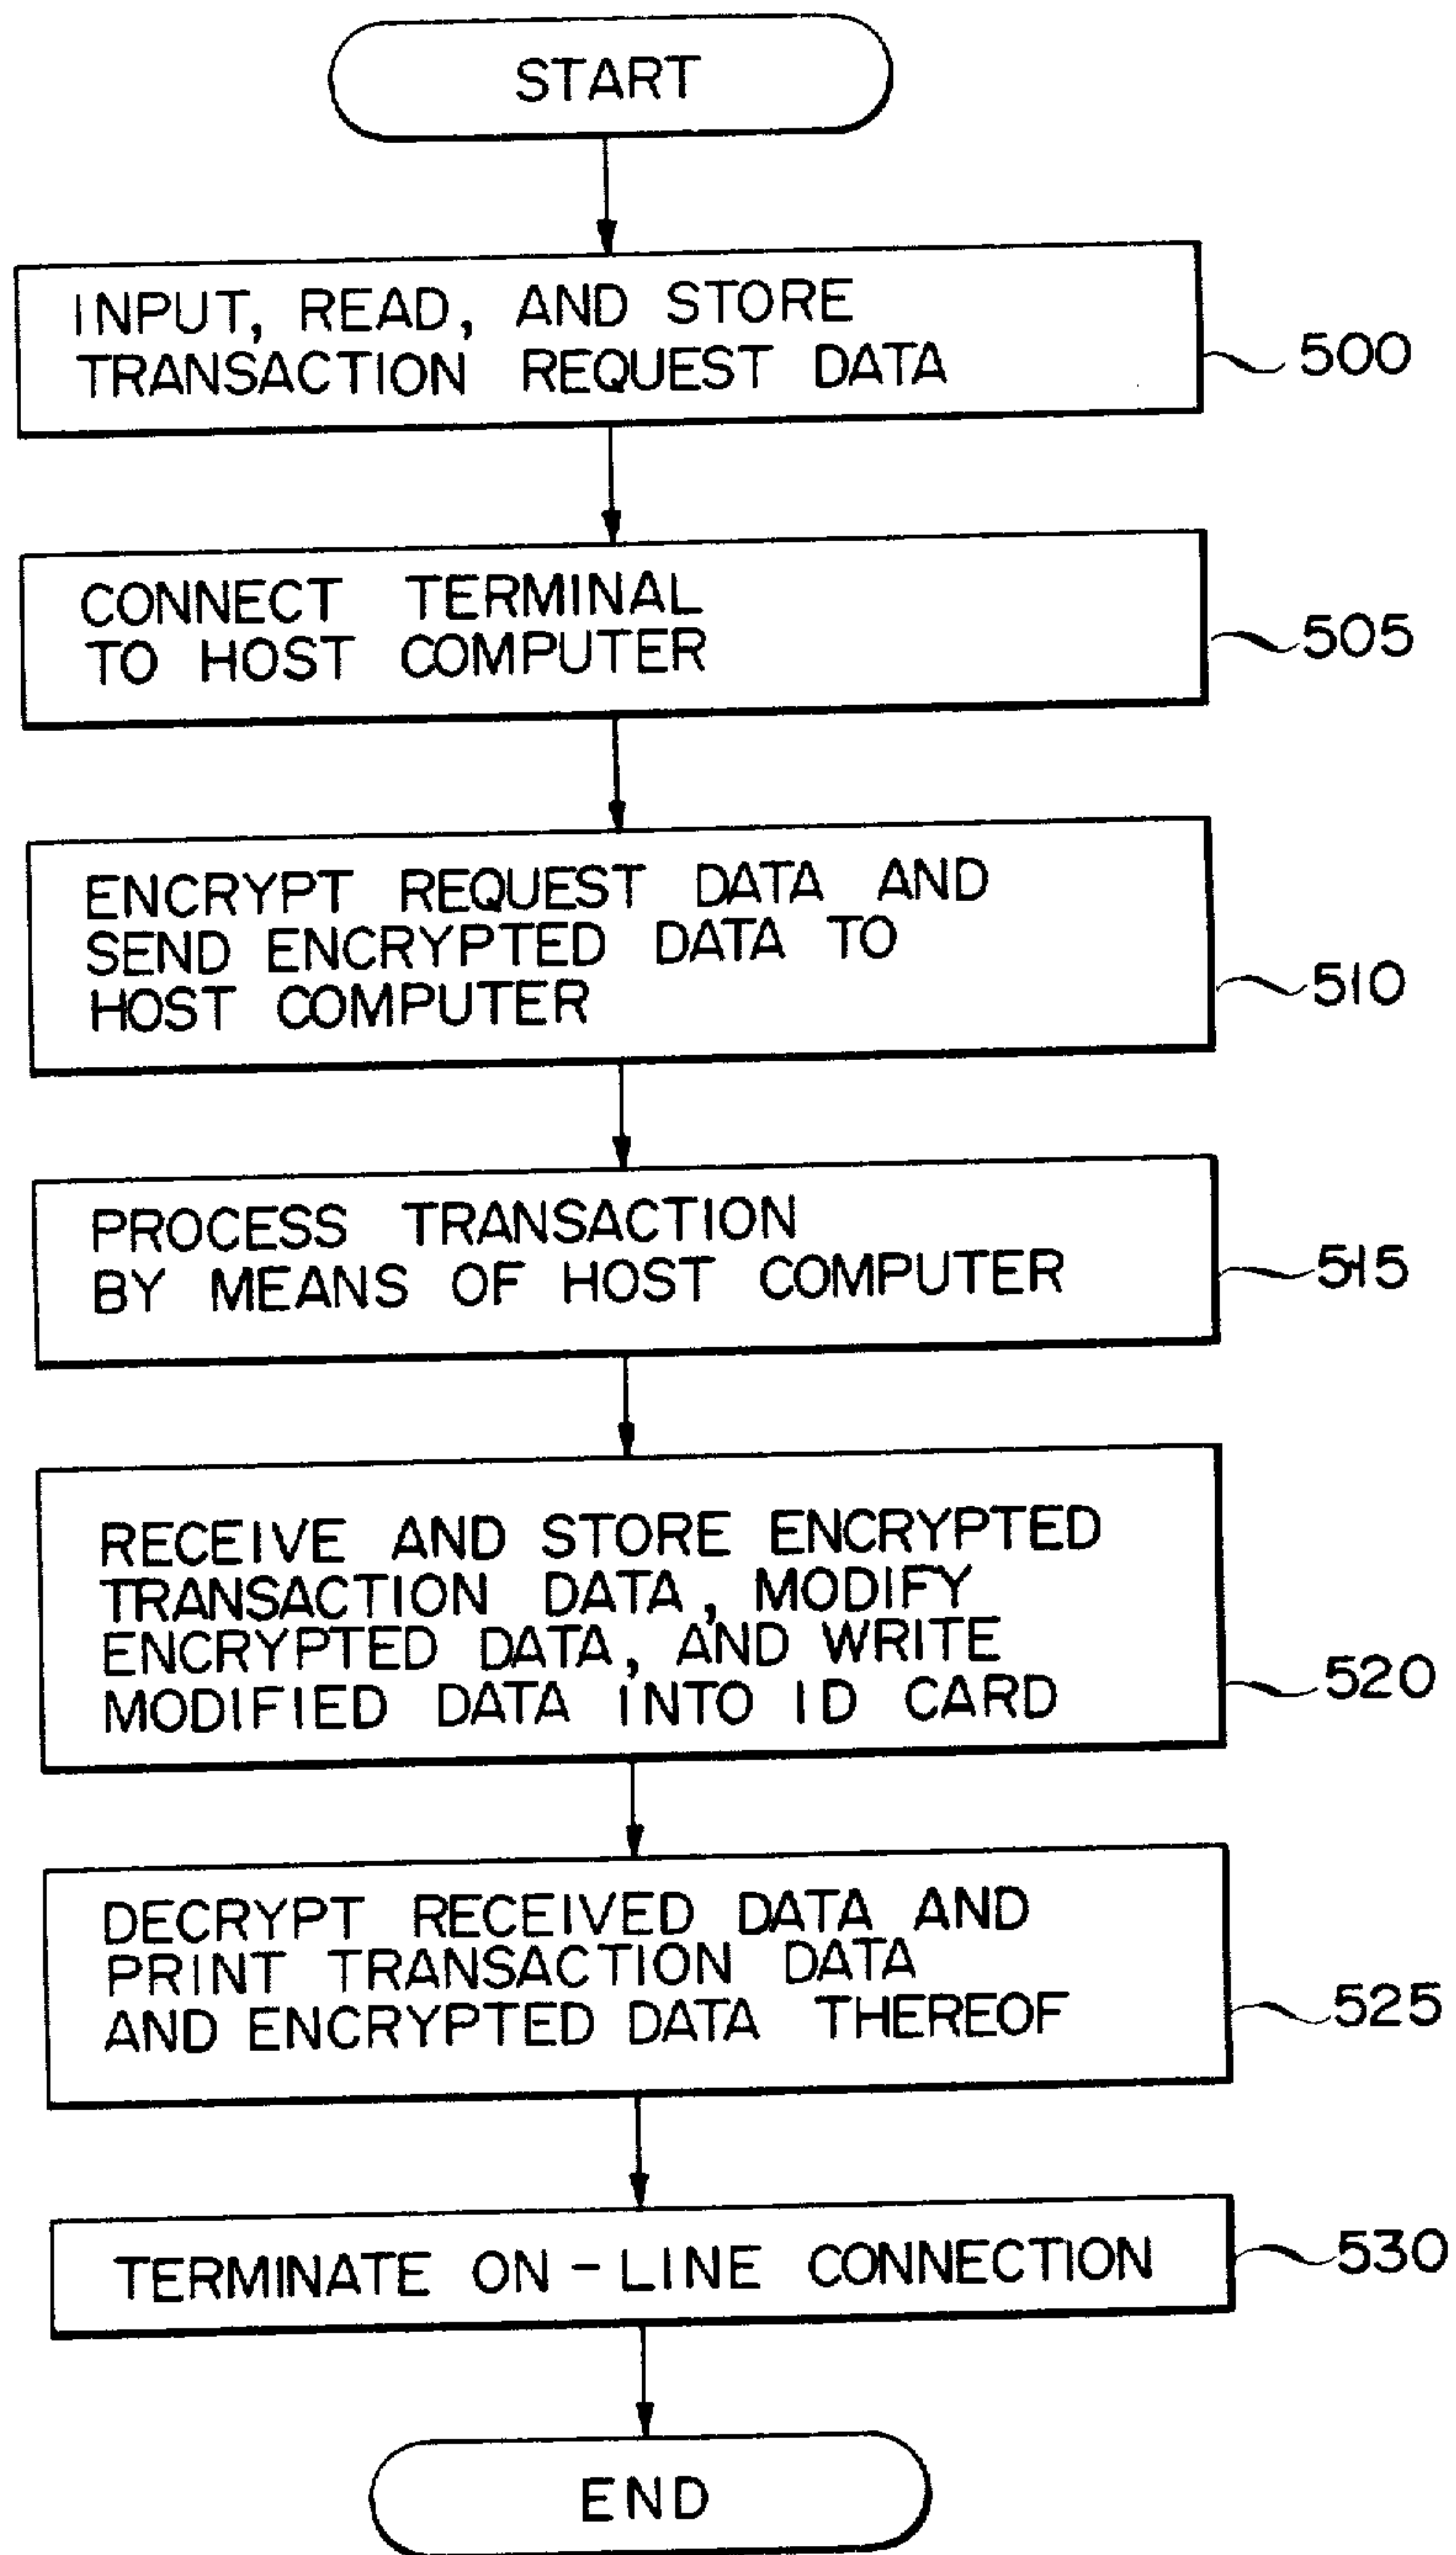 START
INPUT, READ, AND STORE
TRANSACTION REQUEST DATA
500
CONNECT TERMINAL
TO HOST COMPUTER
505
ENCRYPT REQUEST DATA AND
SEND ENCRYPTED DATA TO
HOST COMPUTER
510
PROCESS TRANSACTION
BY MEANS OF HOST COMPUTER
515
RECEIVE AND STORE ENCRYPTED
TRANSACTION DATA, MODIFY
ENCRYPTED DATA, AND WRITE
MODIFIED DATA INTO ID CARD
520
DECRYPT RECEIVED DATA AND
PRINT TRANSACTION DATA
AND ENCRYPTED DATA THEREOF
525
TERMINATE ON-LINE CONNECTION
530
END